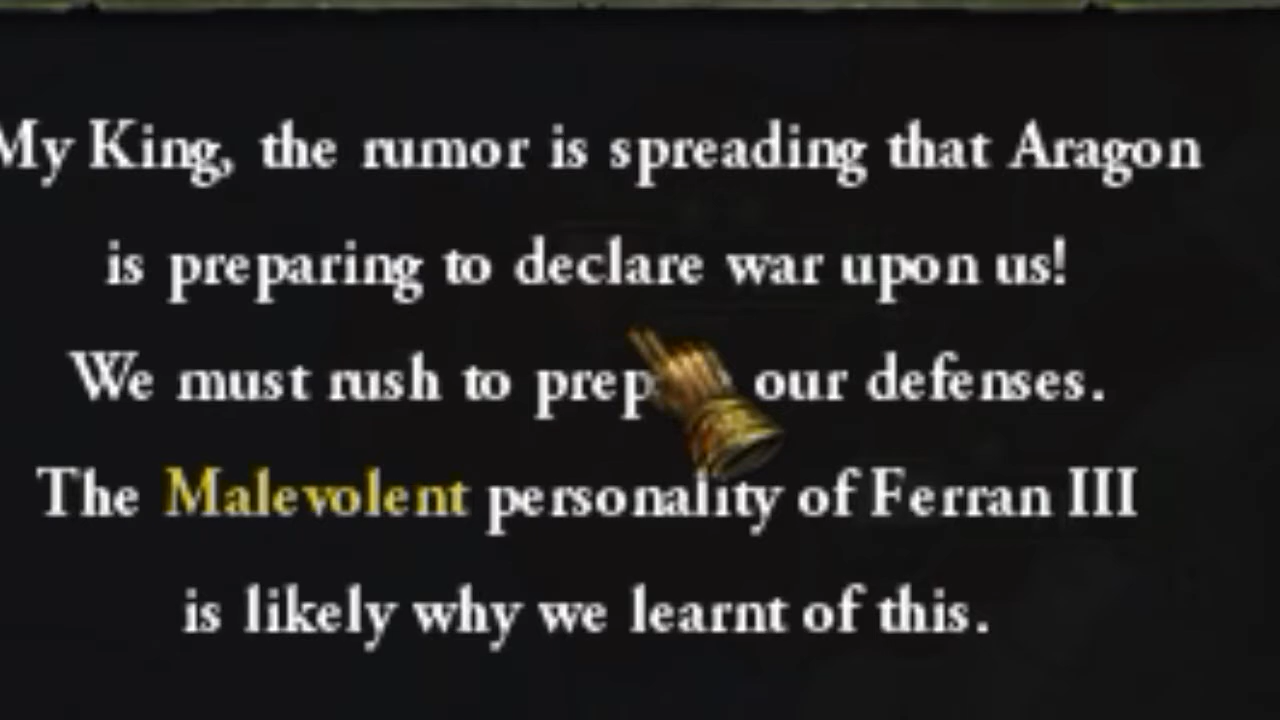 My King, the rumor is spreading that Aragon
is preparing to declare war upon us!
We must rush to our defenses.
The Malevolent personality of Ferran III
is likely why we learnt of this.